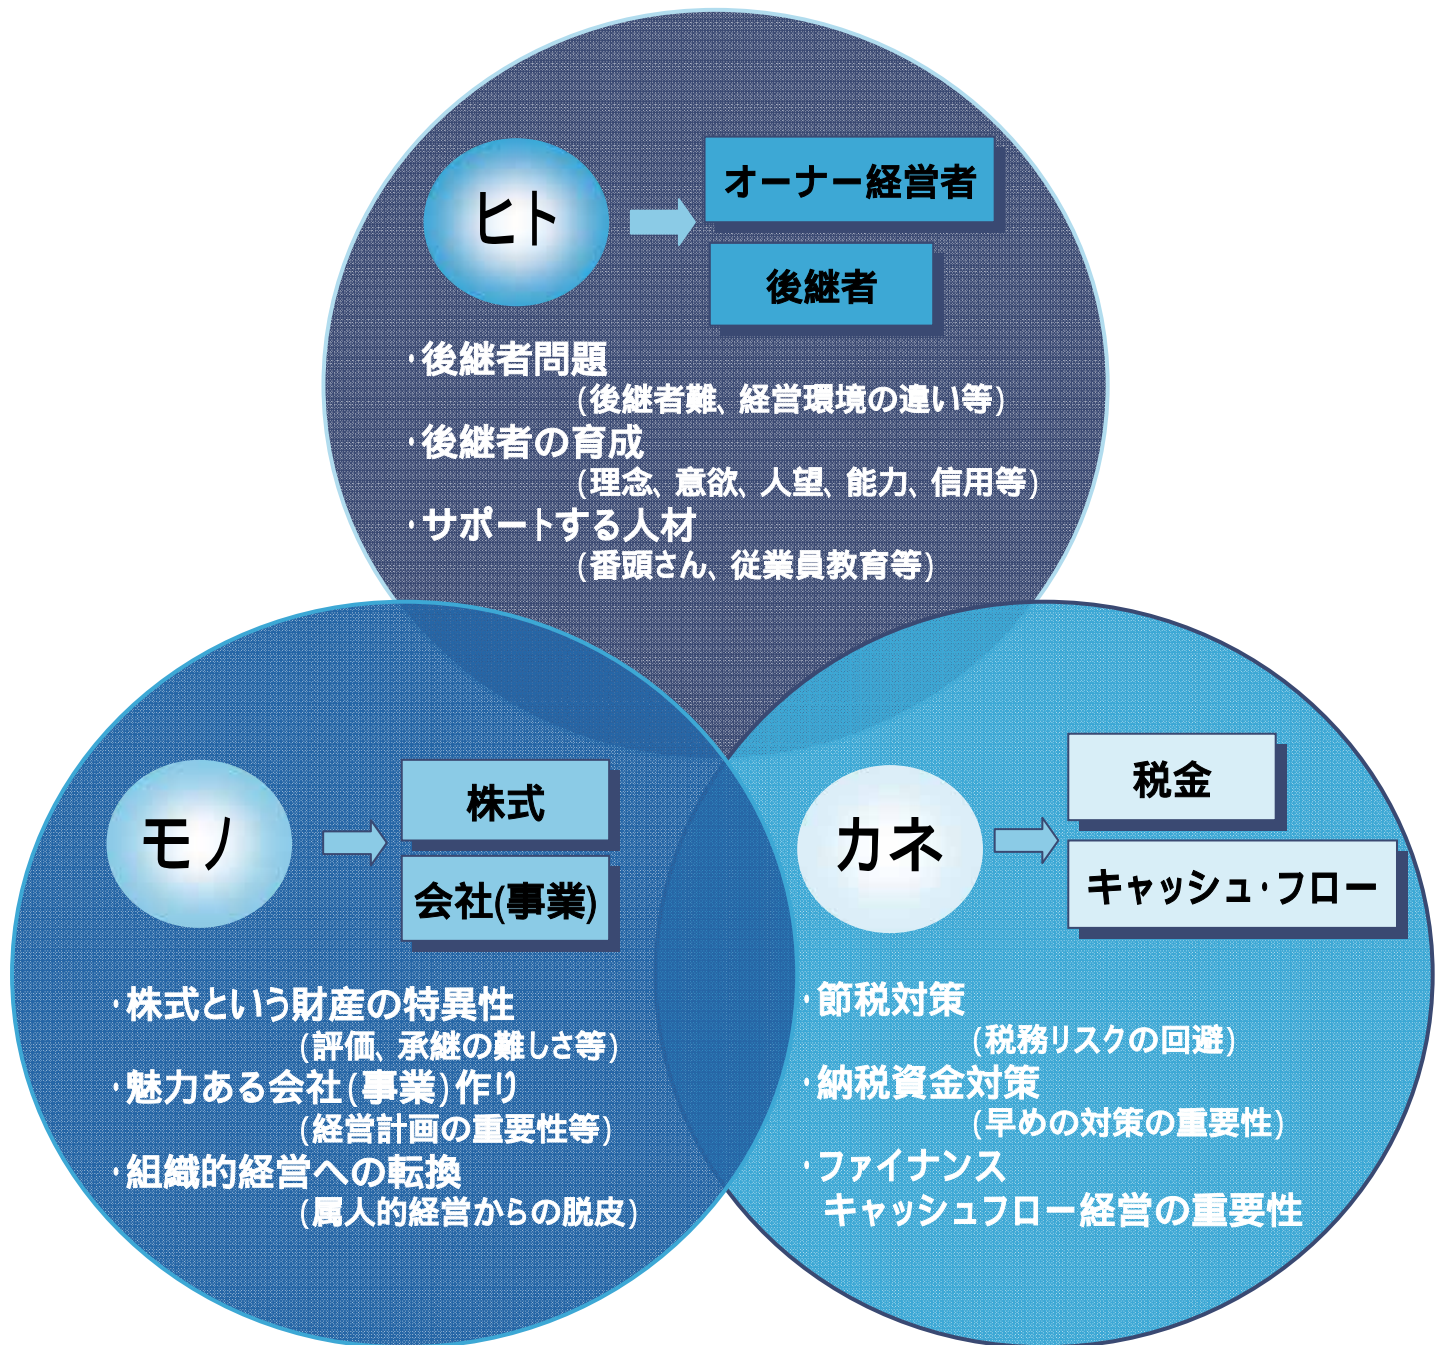 ヒト
オーナー経営者
後継者
・後継者問題
(後継者難、経営環境の違い等)
・後継者の育成
(理念、意欲、人望、能力、信用等)
・サポートする人材
(番頭さん、従業員教育等)
モノ
株式
会社(事業)
・株式という財産の特異性
(評価、承継の難しさ等)
・魅力ある会社(事業)作り
(経営計画の重要性等)
・組織的経営への転換
(属人的経営からの脱皮)
カネ
税金
キャッシュ・フロー
・節税対策
(税務リスクの回避)
・納税資金対策
(早めの対策の重要性)
・ファイナンス
キャッシュフロー経営の重要性